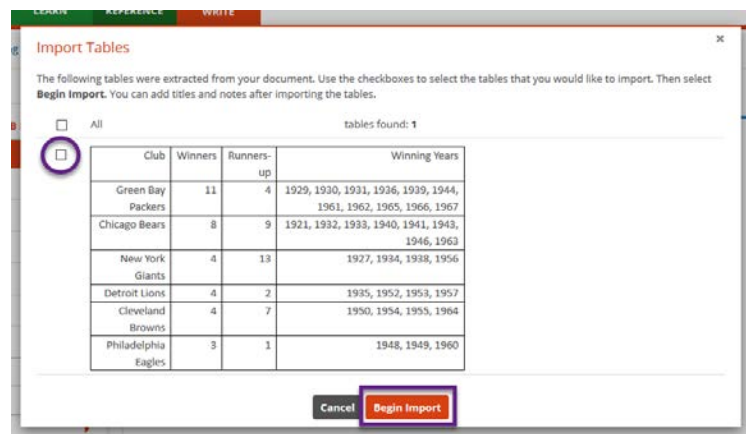 LEARN REFERENCE WRITE
Import Tables
×
The following tables were extracted from your document. Use the checkboxes to select the tables that you would like to import. Then select
Begin Import. You can add titles and notes after importing the tables.
All tables found: 1
Club Winners Runners-
up Winning Years
Green Bay
Packers 11 4 1929, 1930, 1931, 1936, 1939, 1944,
1961, 1962, 1965, 1966, 1967
Chicago Bears 8 9 1921, 1932, 1933, 1940, 1941, 1943,
1946, 1963
New York
Giants 4 13 1927, 1934, 1938, 1956
Detroit Lions 4 2 1935, 1952, 1953, 1957
Cleveland
Browns 4 7 1950, 1954, 1955, 1964
Philadelphia
Eagles 3 1 1948, 1949, 1960
Cancel Begin Import